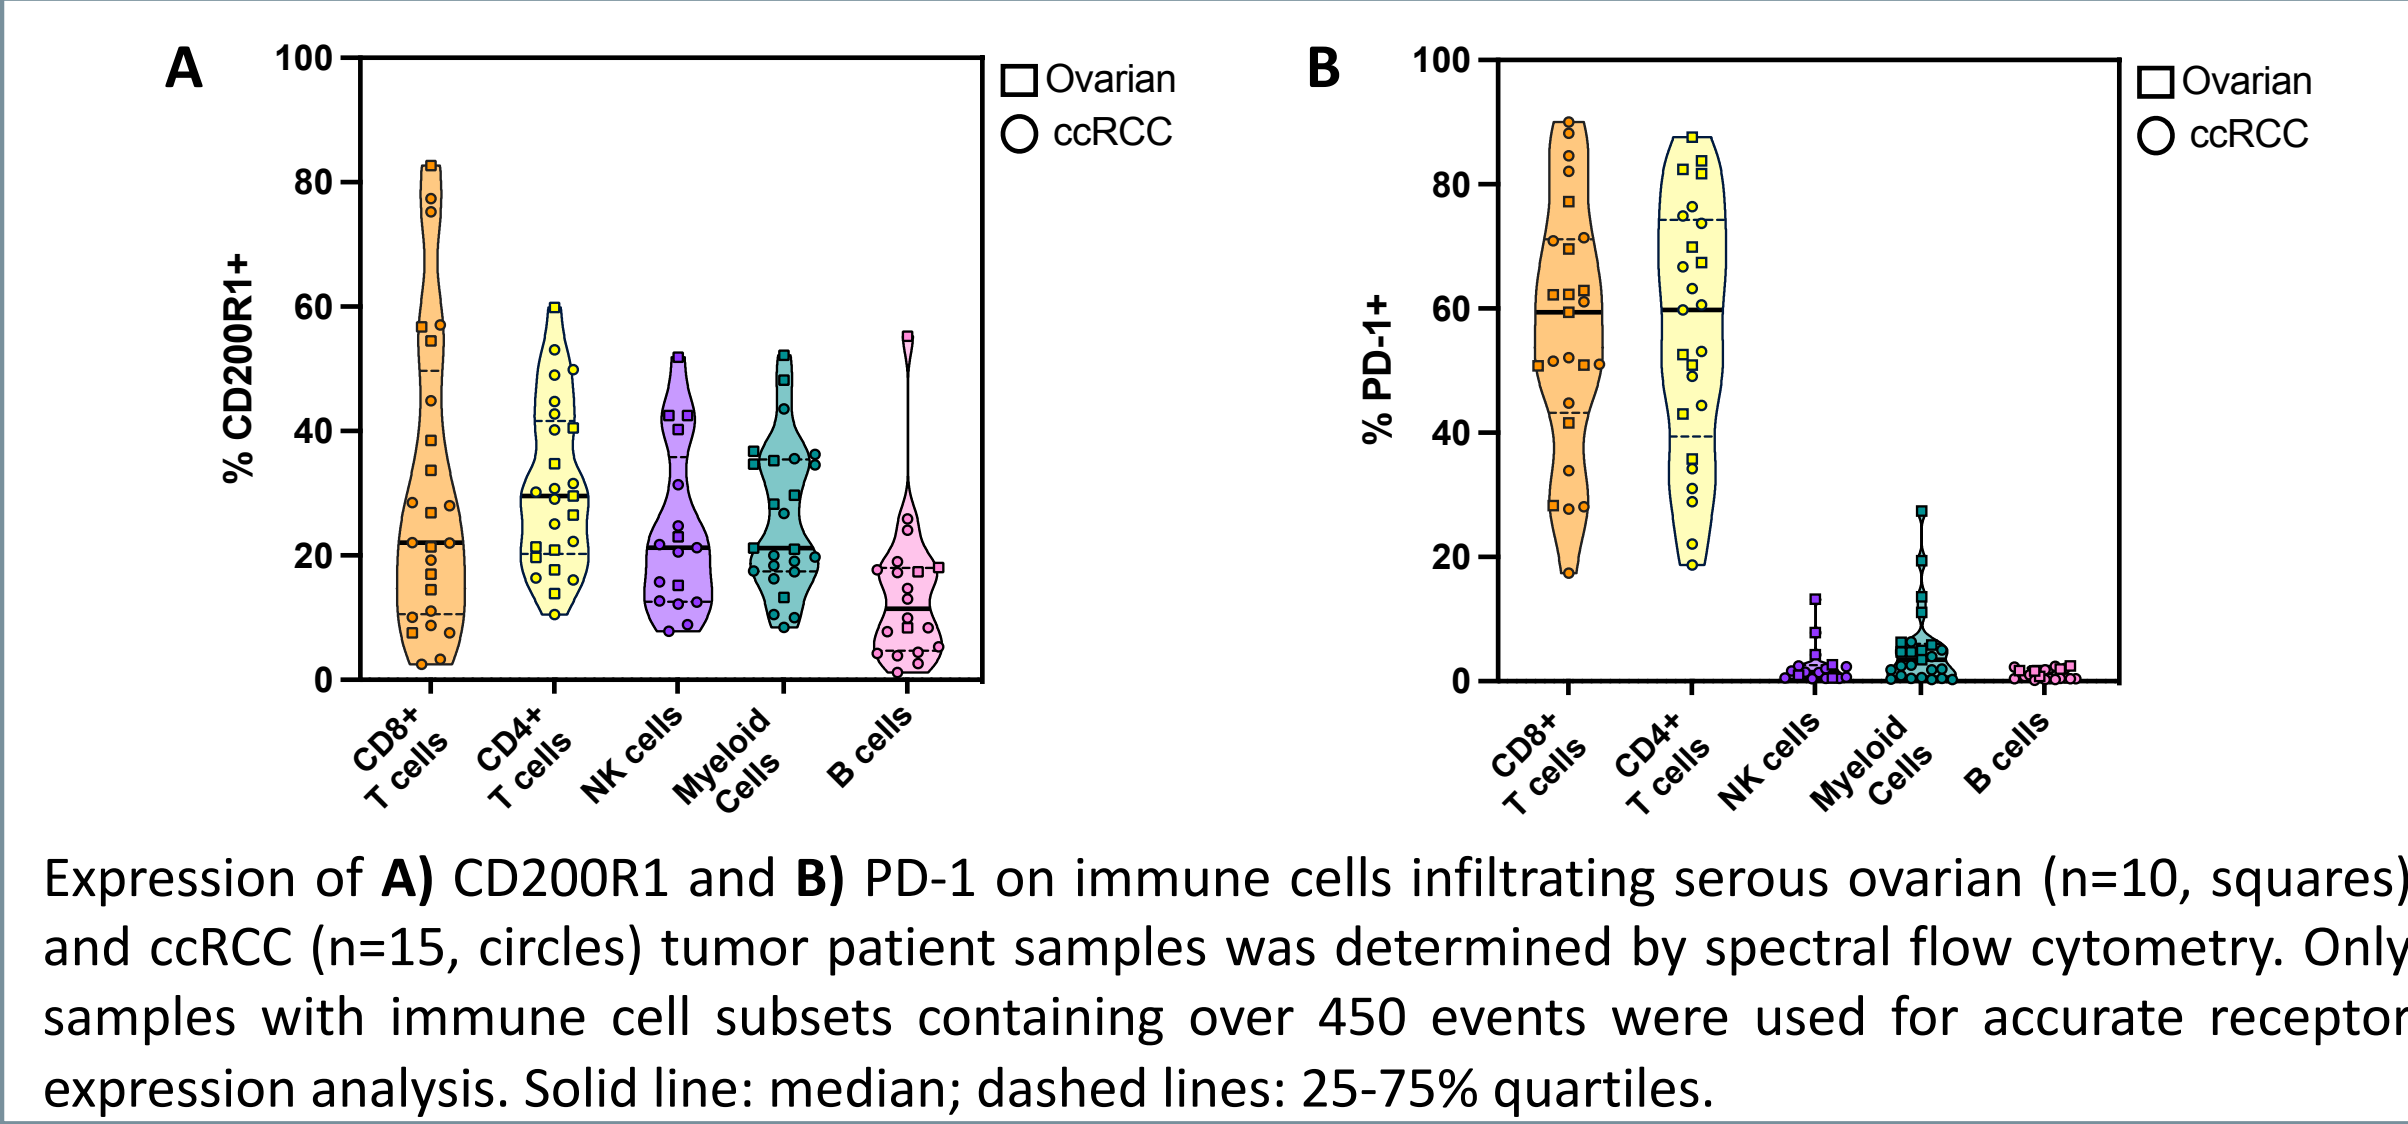 A
100
80
60
40
20
0
% CD200R1+
CD8+
T cells
CD4+
T cells
NK cells
Myeloid
Cells
B cells
Ovarian
ccRCC
B
100
80
60
40
20
0
% PD-1+
CD8+
T cells
CD4+
T cells
NK cells
Myeloid
Cells
B cells
Ovarian
ccRCC
Expression of A) CD200R1 and B) PD-1 on immune cells infiltrating serous ovarian (n=10, squares)
and ccRCC (n=15, circles) tumor patient samples was determined by spectral flow cytometry. Only
samples with immune cell subsets containing over 450 events were used for accurate receptor
expression analysis. Solid line: median; dashed lines: 25-75% quartiles.